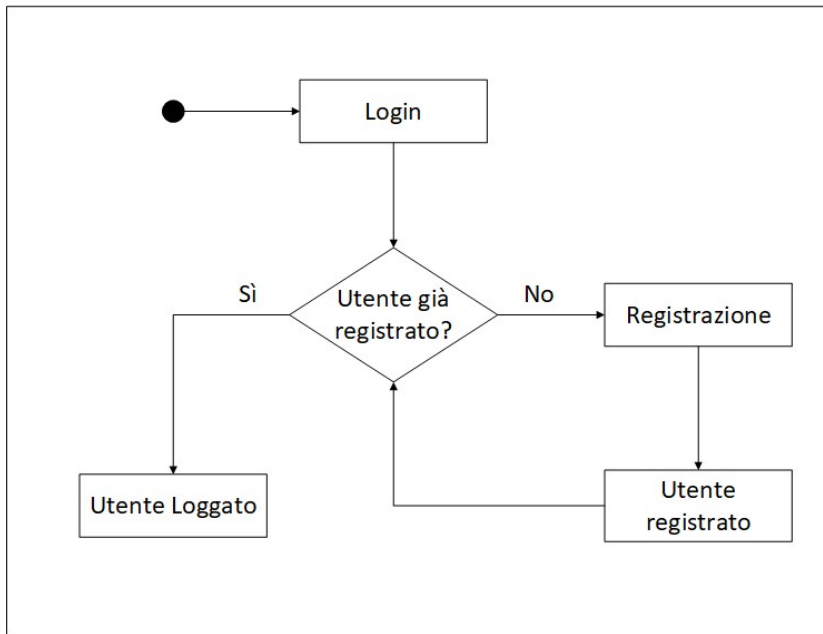 Login
Sì
Utente già
registrato?
No
Registrazione
Utente Loggato
Utente
registrato